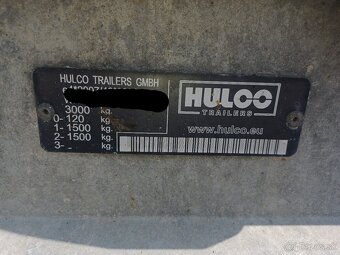 HULCO TRAILERS GMBH
3000 kg.
0- 120 kg.
1- 1500 kg.
2- 1500 kg.
3- kg.
HULCO
TRAILERS
www.hulco.eu